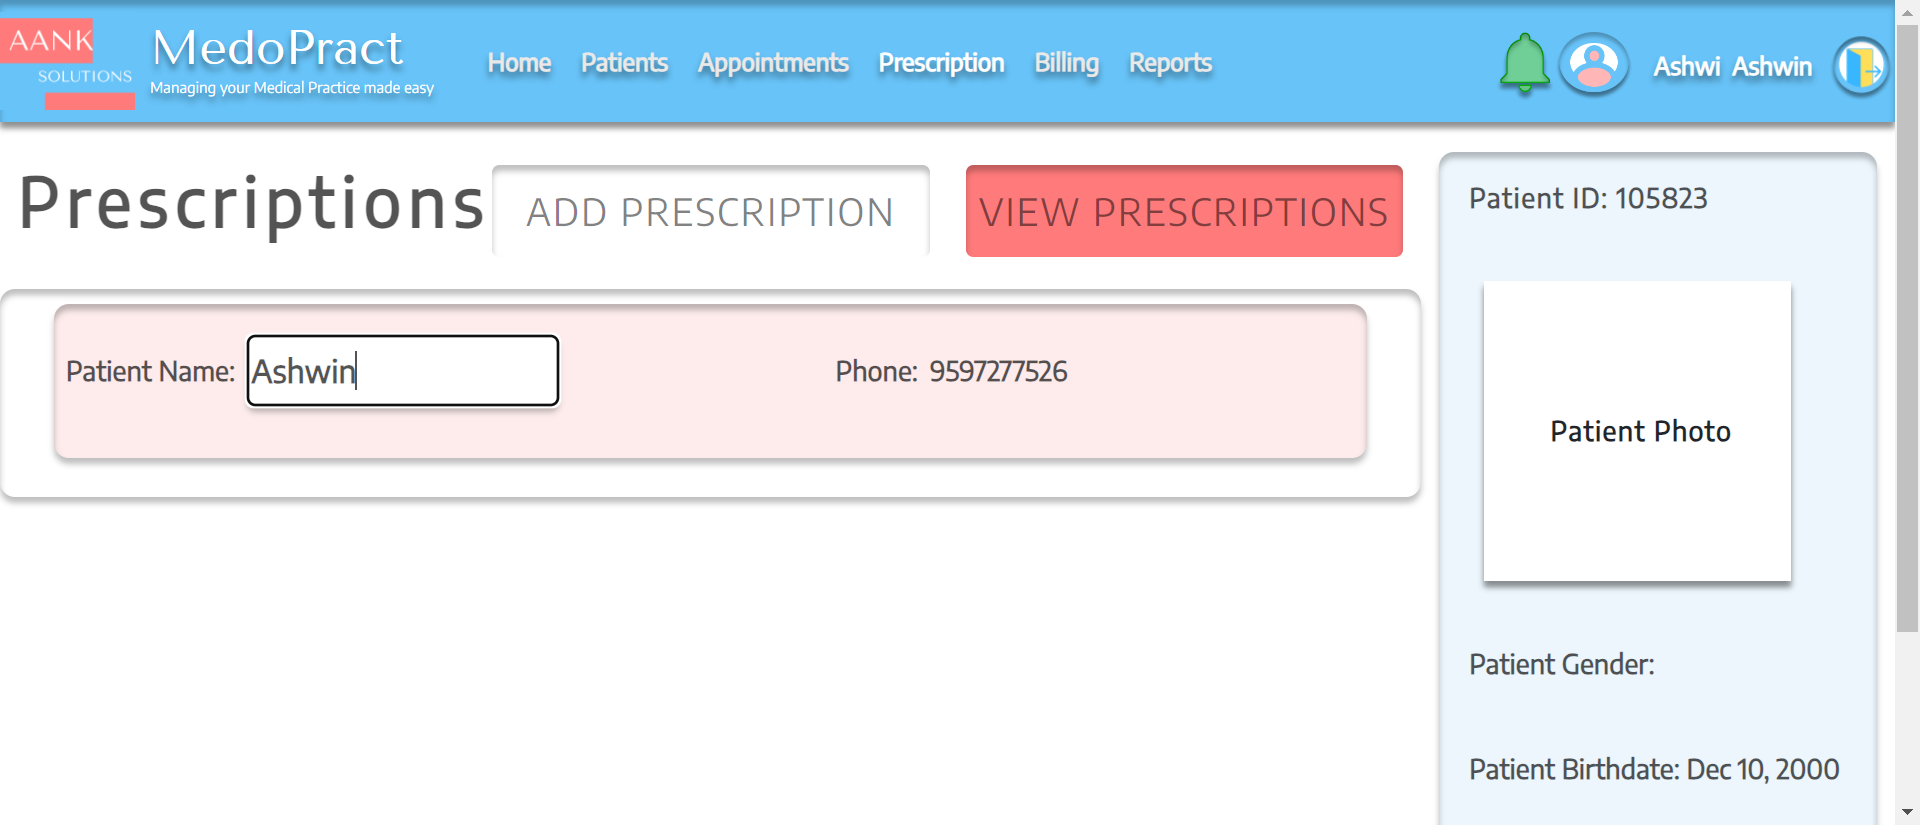 AANK
SOLUTIONS
MedoPract
Managing your Medical Practice made easy
Home Patients Appointments Prescription Billing Reports
Ashwi Ashwin
Prescriptions
ADD PRESCRIPTION
VIEW PRESCRIPTIONS
Patient Name: Ashwin
Phone: 9597277526
Patient ID: 105823
Patient Photo
Patient Gender:
Patient Birthdate: Dec 10, 2000